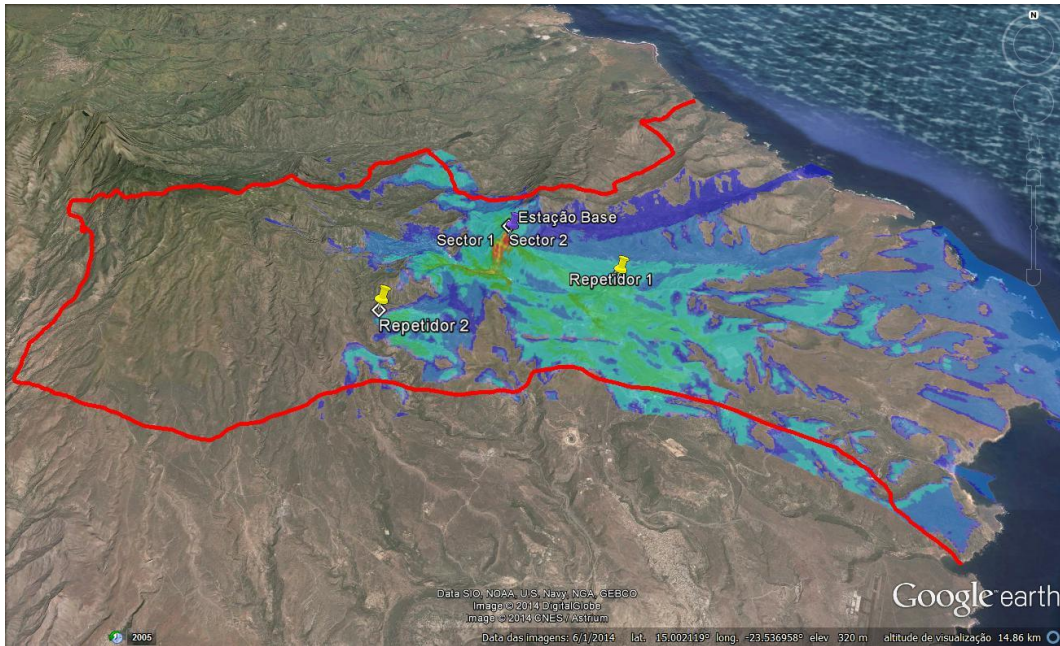 N
Estação Base
Sector 1
Sector 2
Repetidor 1
Repetidor 2
Data SIO, NOAA, U.S. Navy, NGA, GEBCO
Image © 2014 DigitalGlobe
Image © 2014 CNES / Astrium
Google earth
2005
Data das imagens: 6/1/2014 lat. 15.002119° long. -23.536958° elev 320 m altitude de visualização 14.86 km